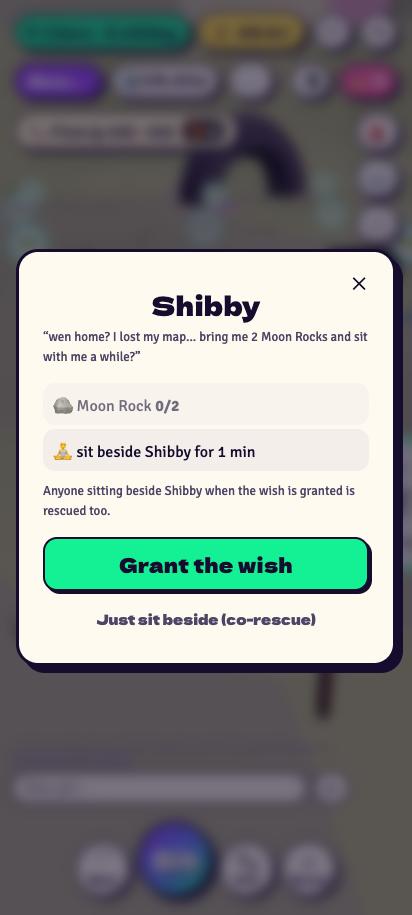 Shibby
“wen home? I lost my map... bring me 2 Moon Rocks and sit
with me a while?”
Moon Rock 0/2
sit beside Shibby for 1 min
Anyone sitting beside Shibby when the wish is granted is
rescued too.
Grant the wish
Just sit beside (co-rescue)